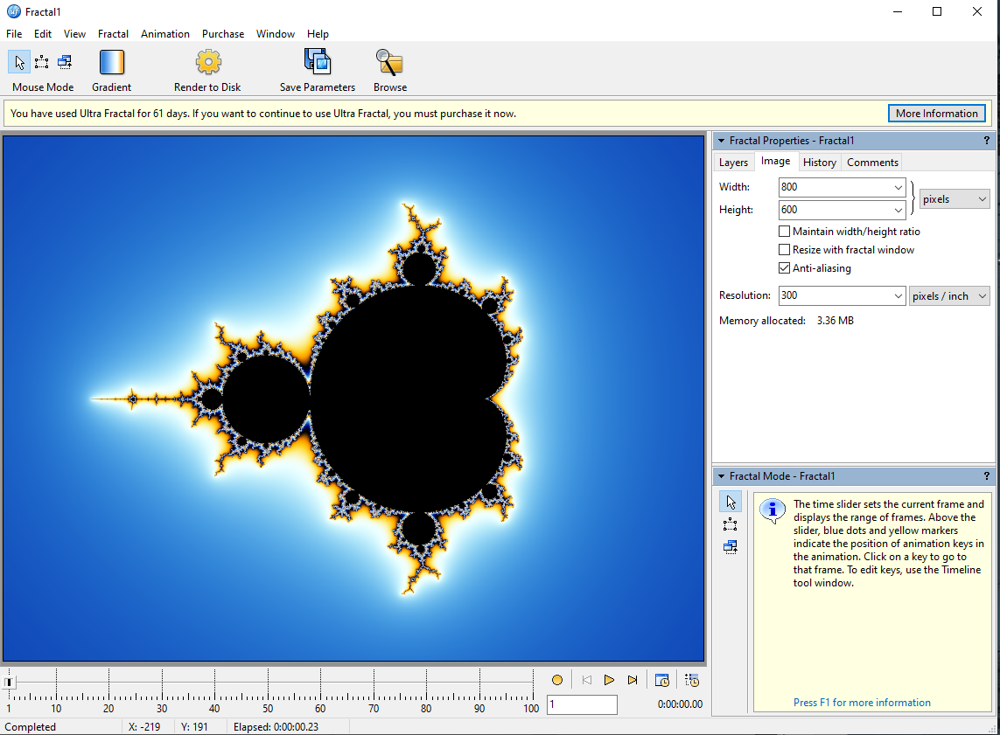 Fractal1
File Edit View Fractal Animation Purchase Window Help
Mouse Mode Gradient Render to Disk Save Parameters Browse
You have used Ultra Fractal for 61 days. If you want to continue to use Ultra Fractal, you must purchase it now. More Information
Fractal Properties - Fractal1 ?
Layers Image History Comments
Width: 800
pixels
Height: 600
Maintain width/height ratio
Resize with fractal window
Anti-aliasing
Resolution: 300 pixels / inch
Memory allocated: 3.36 MB
Fractal Mode - Fractal1 ?
The time slider sets the current frame and
displays the range of frames. Above the
slider, blue dots and yellow markers
indicate the position of animation keys in
the animation. Click on a key to go to
that frame. To edit keys, use the Timeline
tool window.
Press F1 for more information
1 10 20 30 40 50 60 70 80 90 100
1 0:00:00.00
Completed X: -219 Y: 191 Elapsed: 0:00:00.23